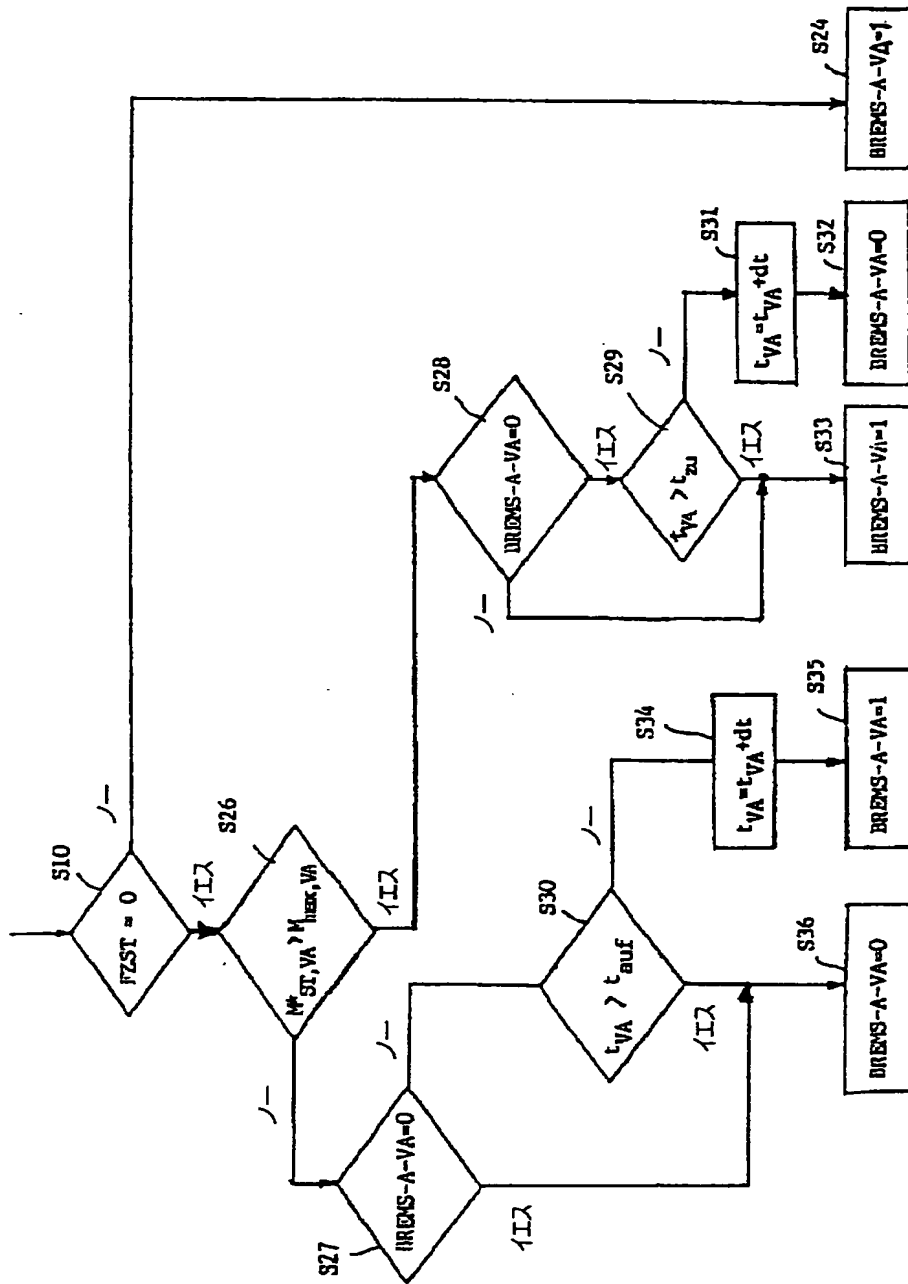 S10
FZST = 0
ノー
イエス
S26
M*ST,VA > M,VA
ノー
イエス
S27
BREMS-A-VA=0
ノー
イエス
S28
BREMS-A-VA=0
ノー
イエス
S29
tVA > tzu
ノー
イエス
S30
tVA > tauf
ノー
イエス
S31
tVA=tVA+dt
S34
tVA=tVA+dt
S36
BREMS-A-VA=0
S35
BREMS-A-VA=1
S33
BREMS-A-VA=1
S32
BREMS-A-VA=0
S24
BREMS-A-VA=1